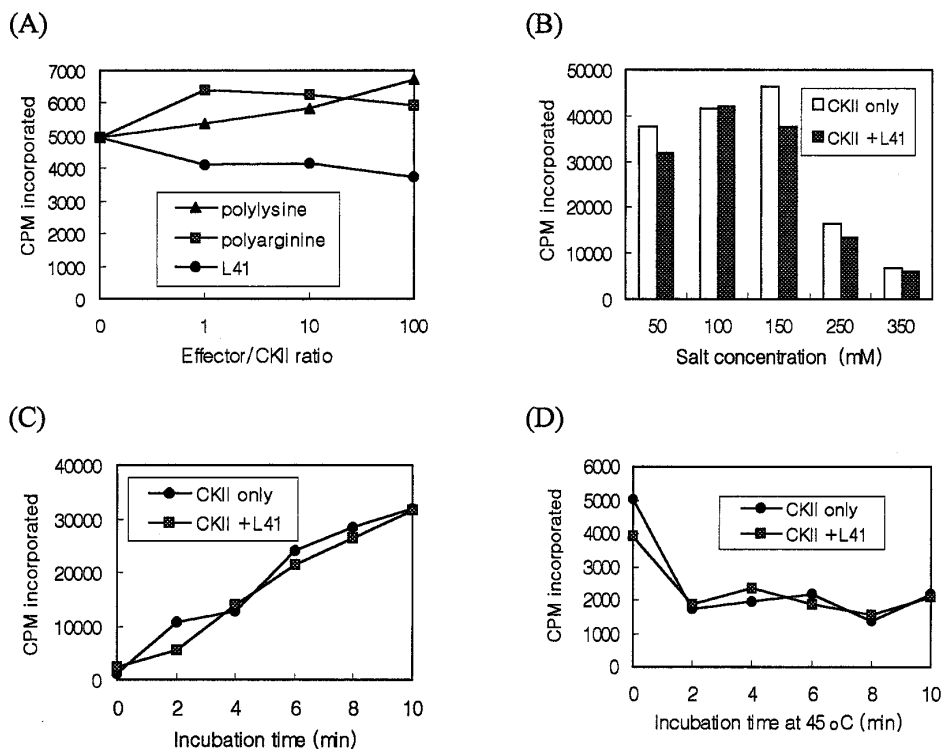 (A)
7000
6000
5000
4000
3000
2000
1000
0
CPM incorporated
polylysine
polyarginine
L41
0 1 10 100
Effector/CKII ratio
(B)
50000
40000
30000
20000
10000
0
CPM incorporated
CKII only
CKII +L41
50 100 150 250 350
Salt concentration (mM)
(C)
40000
30000
20000
10000
0
CPM incorporated
CKII only
CKII +L41
0 2 4 6 8 10
Incubation time (min)
(D)
6000
5000
4000
3000
2000
1000
0
CPM incorporated
CKII only
CKII +L41
0 2 4 6 8 10
Incubation time at 45 oC (min)